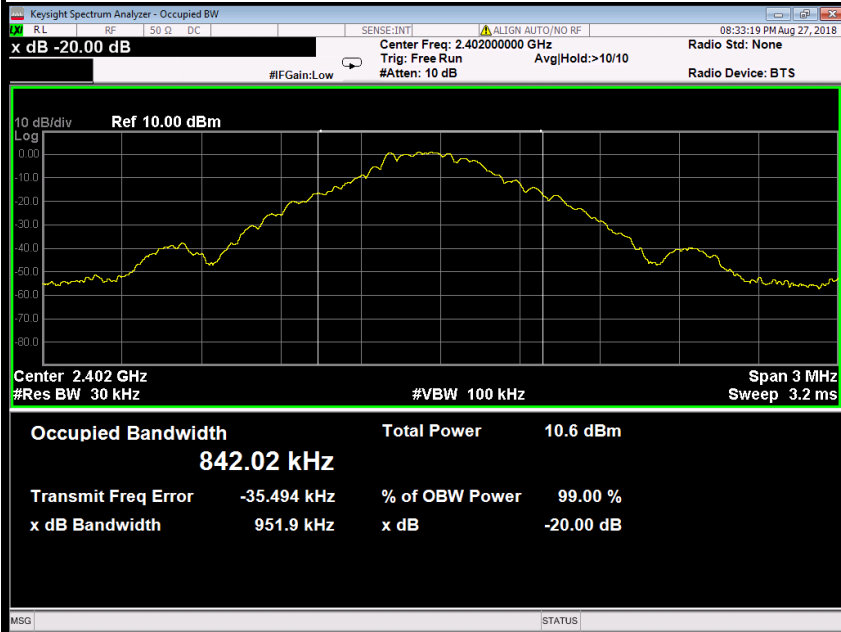 Keysight Spectrum Analyzer - Occupied BW
LXI RL RF 50 Ω DC SENSE:INT ALIGN AUTO/NO RF 08:33:19 PM Aug 27, 2018
x dB -20.00 dB
Center Freq: 2.402000000 GHz Radio Std: None
Trig: Free Run Avg|Hold:>10/10
#IFGain:Low #Atten: 10 dB Radio Device: BTS
10 dB/div Ref 10.00 dBm
Log
0.00
-10.0
-20.0
-30.0
-40.0
-50.0
-60.0
-70.0
-80.0
Center 2.402 GHz Span 3 MHz
#Res BW 30 kHz #VBW 100 kHz Sweep 3.2 ms
Occupied Bandwidth Total Power 10.6 dBm
842.02 kHz
Transmit Freq Error -35.494 kHz % of OBW Power 99.00 %
x dB Bandwidth 951.9 kHz x dB -20.00 dB
MSG STATUS